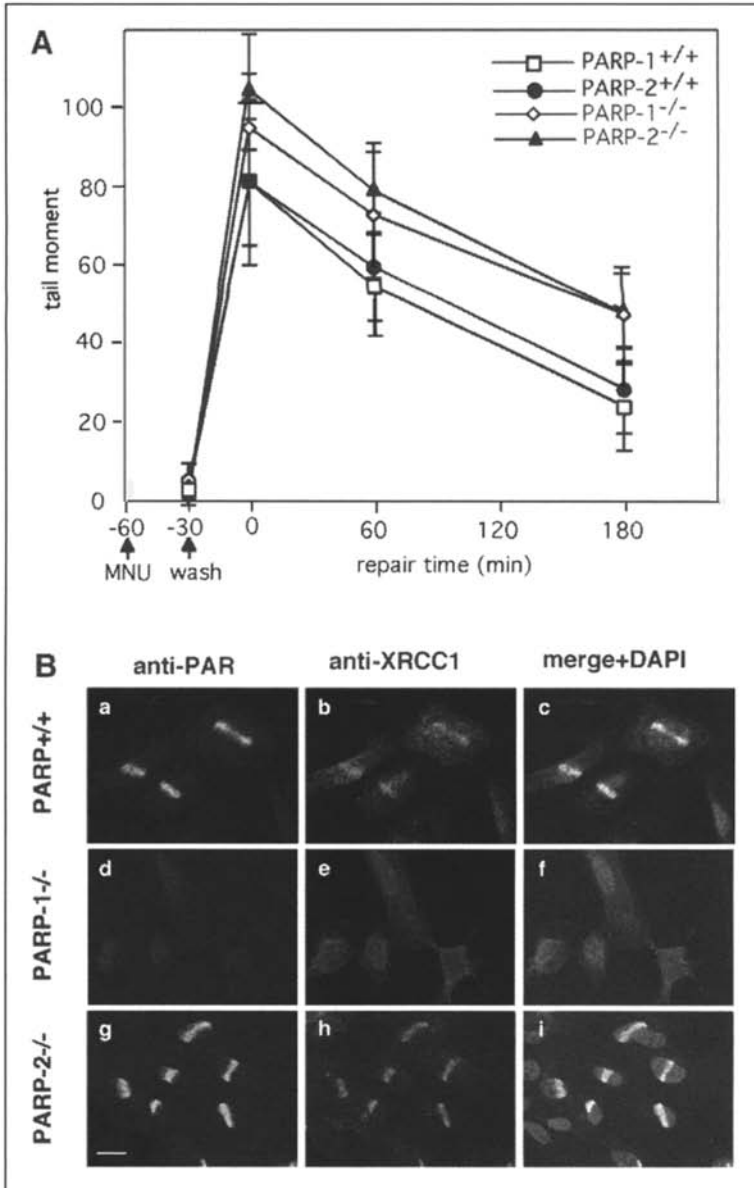 A
PARP-1+/+
PARP-2+/+
PARP-1-/-
PARP-2-/-
100
80
60
40
20
0
tail moment
-60 -30 0 60 120 180
MNU wash repair time (min)
B
anti-PAR anti-XRCC1 merge+DAPI
PARP+/+
a b c
PARP-1-/-
d e f
PARP-2-/-
g h i